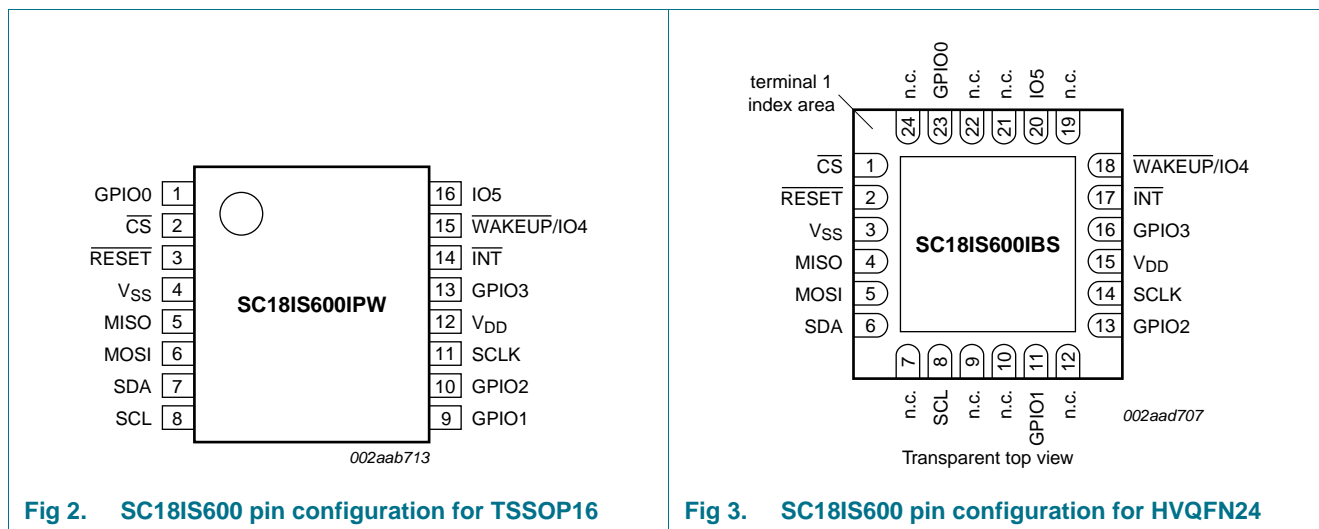 GPIO0 1
CS 2
RESET 3
VSS 4
MISO 5
MOSI 6
SDA 7
SCL 8
SC18IS600IPW
16 IO5
15 WAKEUP/IO4
14 INT
13 GPIO3
12 VDD
11 SCLK
10 GPIO2
9 GPIO1
002aab713
Fig 2. SC18IS600 pin configuration for TSSOP16
terminal 1
index area
n.c. GPIO0 n.c. n.c. IO5 n.c.
24 23 22 21 20 19
CS 1
RESET 2
VSS 3
MISO 4
MOSI 5
SDA 6
SC18IS600IBS
18 WAKEUP/IO4
17 INT
16 GPIO3
15 VDD
14 SCLK
13 GPIO2
7 8 9 10 11 12
n.c. SCL n.c. n.c. GPIO1 n.c.
002aad707
Transparent top view
Fig 3. SC18IS600 pin configuration for HVQFN24